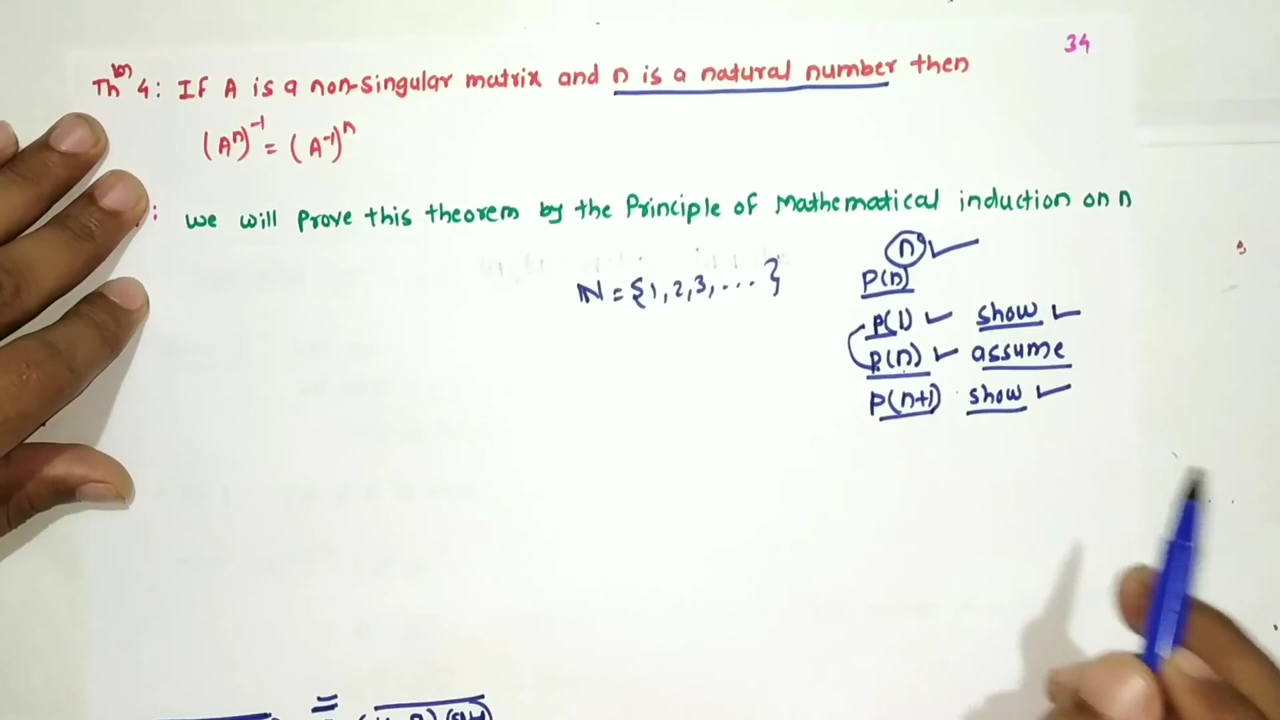 34
Thm 4: If A is a non-singular matrix and n is a natural number then
(Aⁿ)⁻¹ = (A⁻¹)ⁿ
: we will Prove this theorem by the Principle of Mathematical induction on n
n
N = {1, 2, 3, ... }
P(n)
P(1) ✓ show ✓
P(n) ✓ assume
P(n+1) show ✓
=